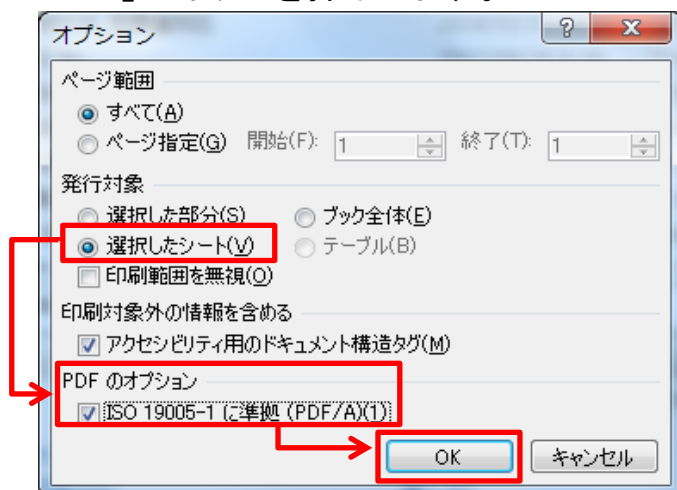 オプション
ページ範囲
すべて(A)
ページ指定(G) 開始(F): 1 終了(T): 1
発行対象
選択した部分(S) ブック全体(E)
選択したシート(V) テーブル(B)
印刷範囲を無視(O)
印刷対象外の情報を含める
アクセシビリティ用のドキュメント構造タグ(M)
PDF のオプション
ISO 19005-1 に準拠 (PDF/A)(1)
OK キャンセル